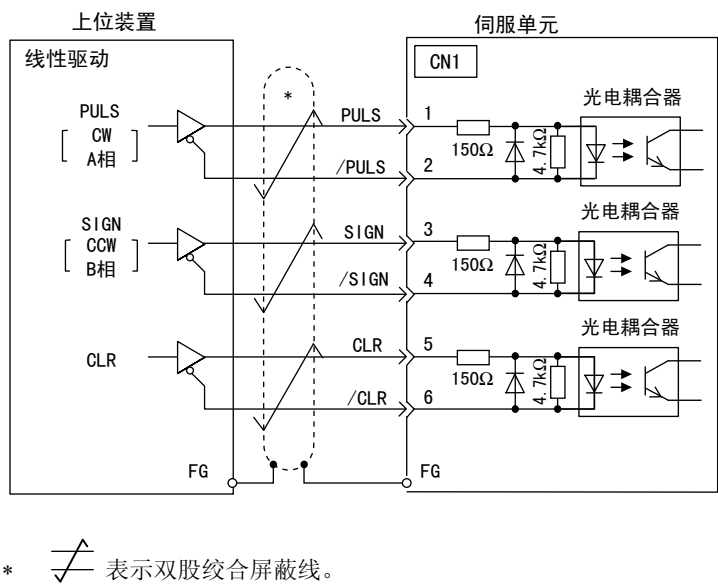 上位装置
伺服单元
线性驱动
CN1
*
光电耦合器
PULS
CW
A相
PULS
1
150Ω
4.7kΩ
/PULS
2
光电耦合器
SIGN
CCW
B相
SIGN
3
150Ω
4.7kΩ
/SIGN
4
光电耦合器
CLR
CLR
5
150Ω
4.7kΩ
/CLR
6
FG
FG
* 表示双股绞合屏蔽线。